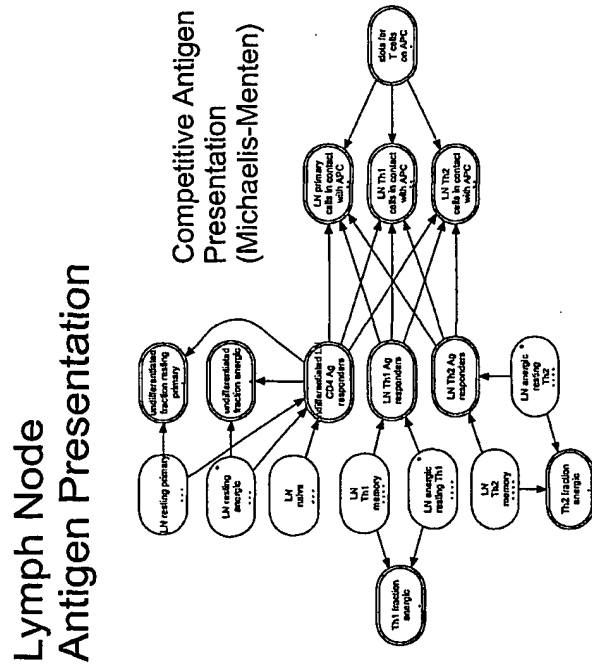 Lymph Node
Antigen Presentation
Competitive Antigen
Presentation
(Michaelis-Menten)
undifferentiated
fraction resting
primary
undifferentiated
fraction anergic
LN resting primary
LN resting
anergic
LN
naive
LN
Th1
memory
LN anergic
resting Th1
LN
Th2
memory
LN anergic
resting
Th2
undifferentiated
CD4 Ag
responders
LN Th1 Ag
responders
LN Th2 Ag
responders
Th1 fraction
anergic
Th2 fraction
anergic
LN primary
cells in contact
with APC
LN Th1
cells in contact
with APC
LN Th2
cells in contact
with APC
slots for
T cells
on APC